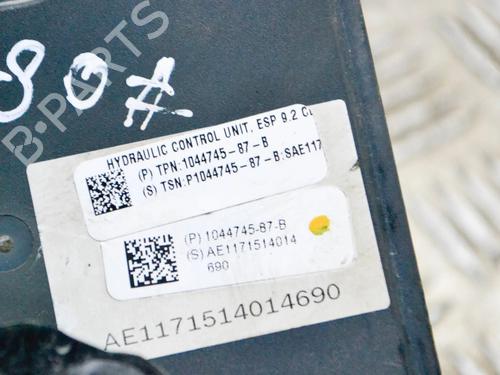 B-PARTS
HYDRAULIC CONTROL UNIT, ESP 9.2
(P) TPN:1044745-87-B
(S) TSN:P1044745-87-B:SAE117
(P) 1044745-87-B
(S) AE1171514014
690
AE1171514014690